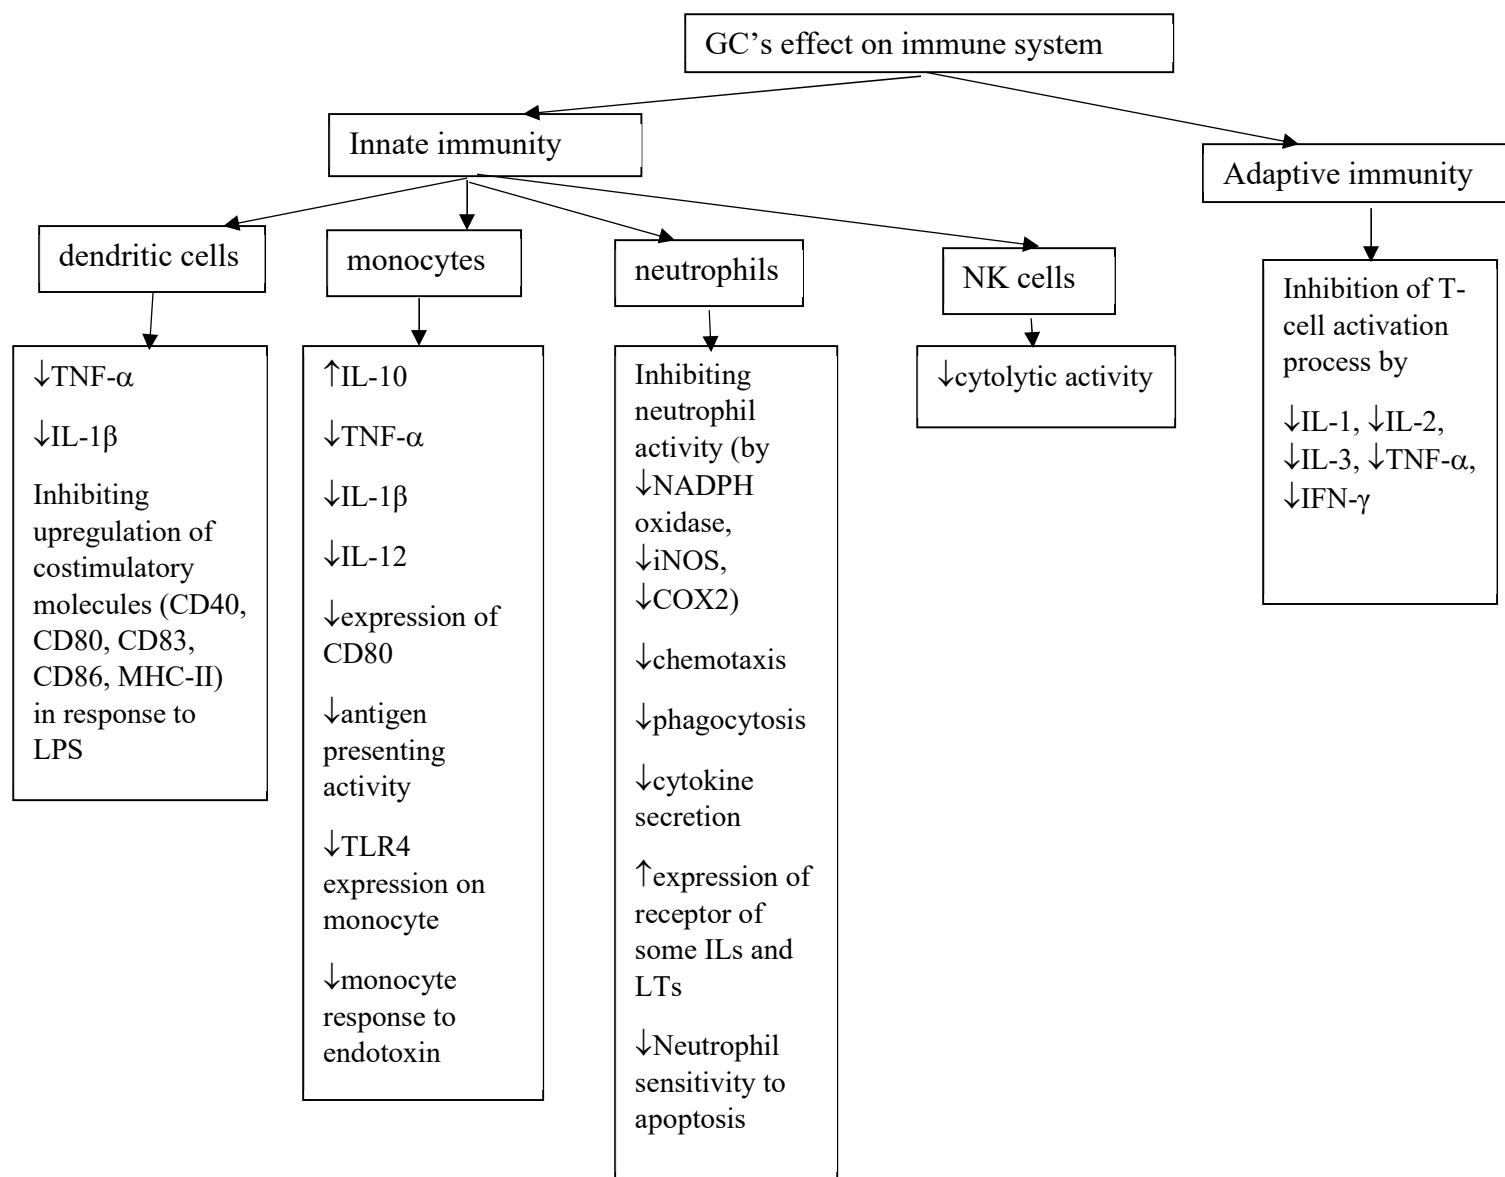 GC’s effect on immune system
Innate immunity
Adaptive immunity
dendritic cells
monocytes
neutrophils
NK cells
↓TNF-α
↓IL-1β
Inhibiting
upregulation of
costimulatory
molecules (CD40,
CD80, CD83,
CD86, MHC-II)
in response to
LPS
↑IL-10
↓TNF-α
↓IL-1β
↓IL-12
↓expression of
CD80
↓antigen
presenting
activity
↓TLR4
expression on
monocyte
↓monocyte
response to
endotoxin
Inhibiting
neutrophil
activity (by
↓NADPH
oxidase,
↓iNOS,
↓COX2)
↓chemotaxis
↓phagocytosis
↓cytokine
secretion
↑expression of
receptor of
some ILs and
LTs
↓Neutrophil
sensitivity to
apoptosis
↓cytolytic activity
Inhibition of T-
cell activation
process by
↓IL-1, ↓IL-2,
↓IL-3, ↓TNF-α,
↓IFN-γ